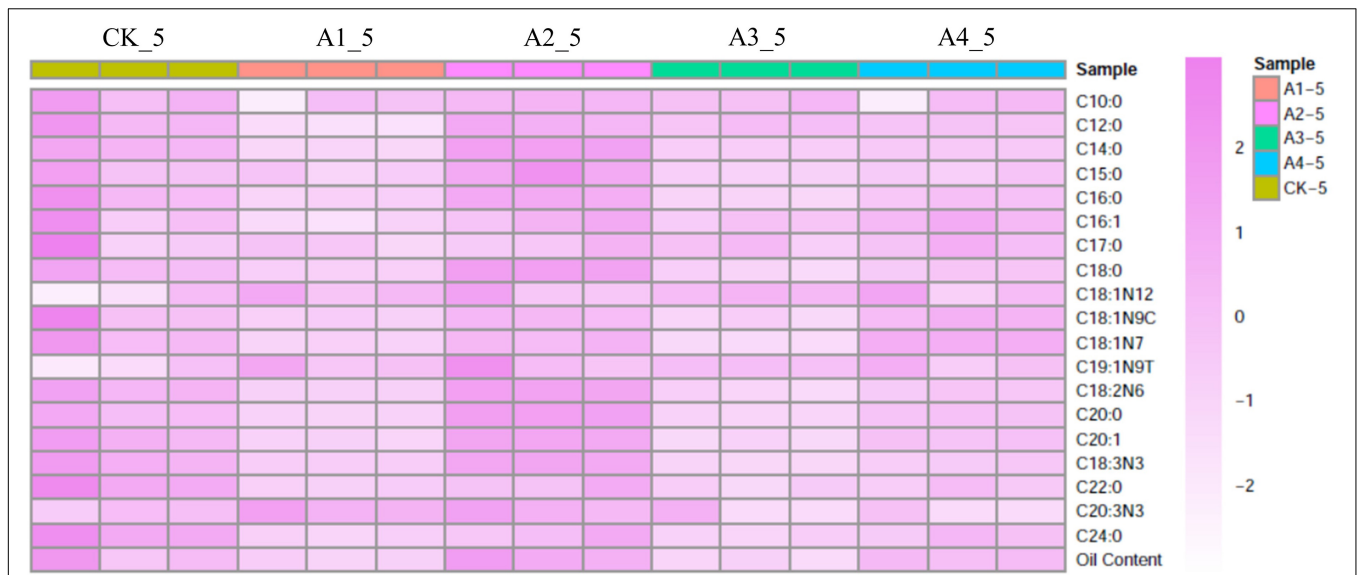 CK_5 A1_5 A2_5 A3_5 A4_5
Sample
C10:0
C12:0
C14:0
C15:0
C16:0
C16:1
C17:0
C18:0
C18:1N12
C18:1N9C
C18:1N7
C19:1N9T
C18:2N6
C20:0
C20:1
C18:3N3
C22:0
C20:3N3
C24:0
Oil Content
2
1
0
−1
−2
Sample
A1−5
A2−5
A3−5
A4−5
CK−5